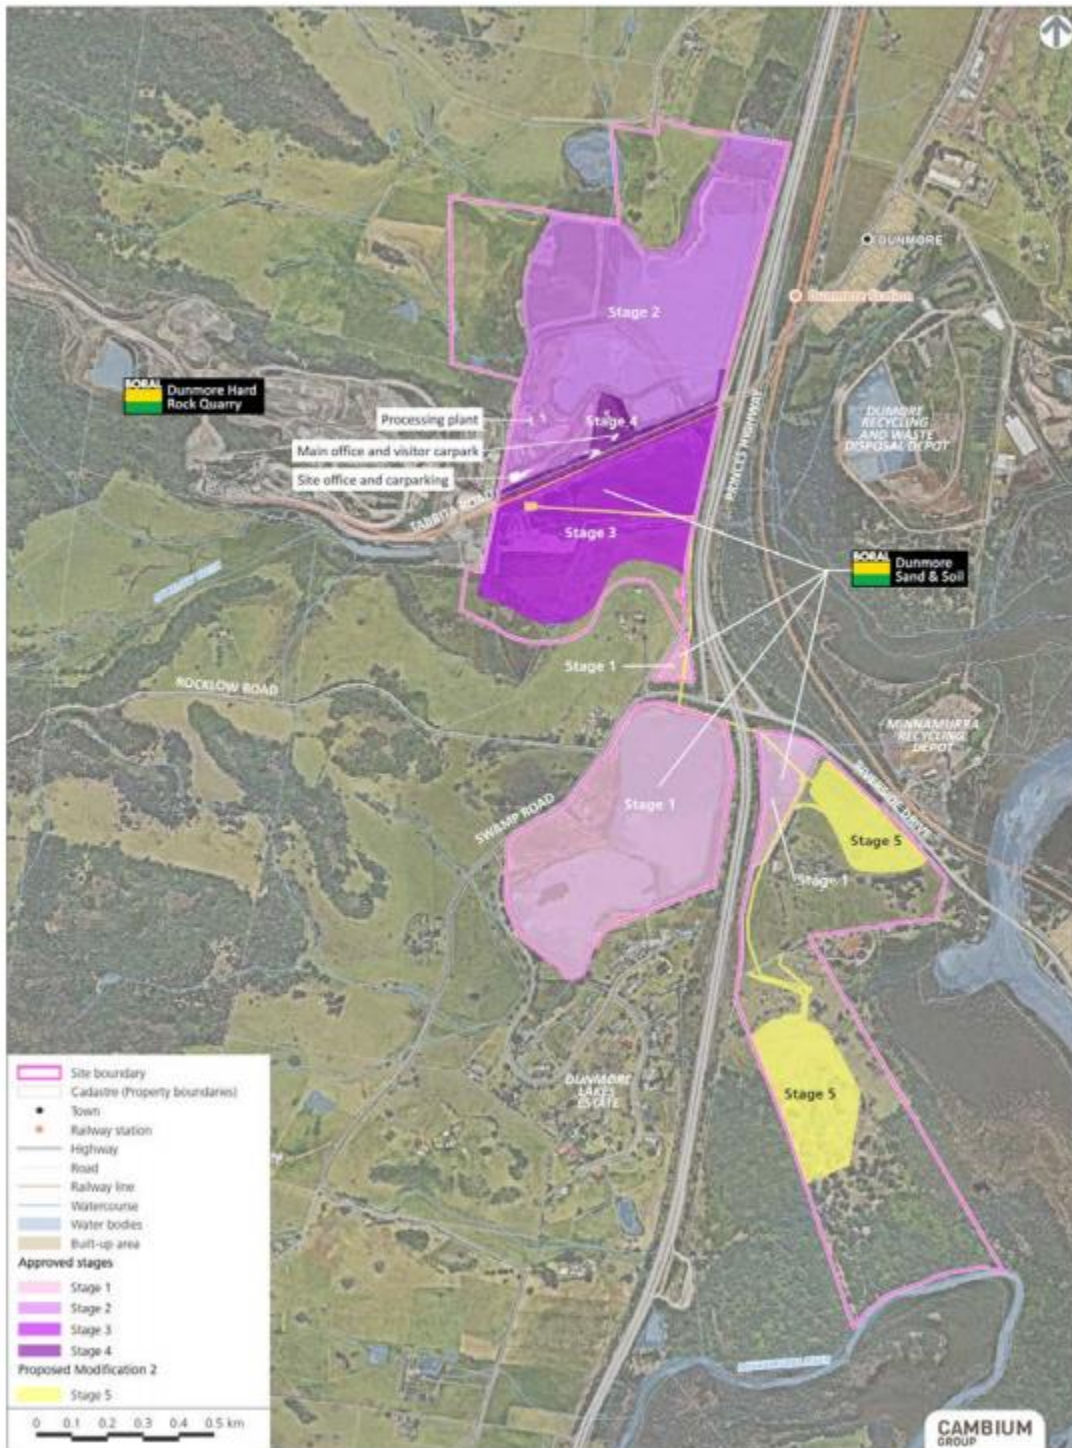 DUNMORE
Dunmore Station
Stage 2
BORAL
Dunmore Hard
Rock Quarry
Processing plant
Stage 4
Main office and visitor carpark
Site office and carparking
PRINCES HIGHWAY
DUMORE
RECYCLING
AND WASTE
DISPOSAL DEPOT
TABBITA ROAD
Stage 3
BORAL
Dunmore
Sand & Soil
Stage 1
ROCKLOW ROAD
MINNAMURRA
RECYCLING
DEPOT
RIVERSIDE DRIVE
Stage 1
SWAMP ROAD
Stage 5
Stage 1
DUNMORE
LAKES
ESTATE
Stage 5
Site boundary
Cadastre (Property boundaries)
Town
Railway station
Highway
Road
Railway line
Watercourse
Water bodies
Built-up area
Approved stages
Stage 1
Stage 2
Stage 3
Stage 4
Proposed Modification 2
Stage 5
0 0.1 0.2 0.3 0.4 0.5 km
CAMBIUM
GROUP